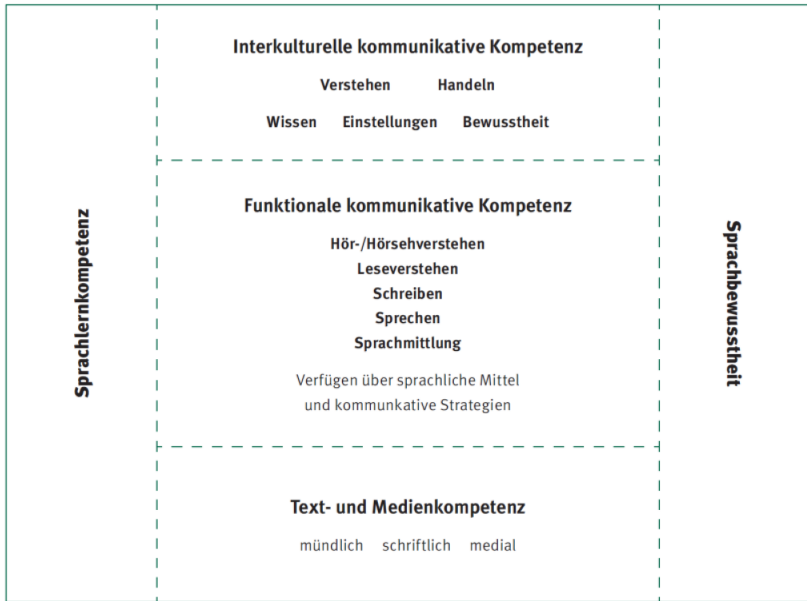 Interkulturelle kommunikative Kompetenz
Verstehen Handeln
Wissen Einstellungen Bewusstheit
Sprachlernkompetenz
Funktionale kommunikative Kompetenz
Hör-/Hörsehverstehen
Leseverstehen
Schreiben
Sprechen
Sprachmittlung
Verfügen über sprachliche Mittel
und kommunkative Strategien
Sprachbewusstheit
Text- und Medienkompetenz
mündlich schriftlich medial